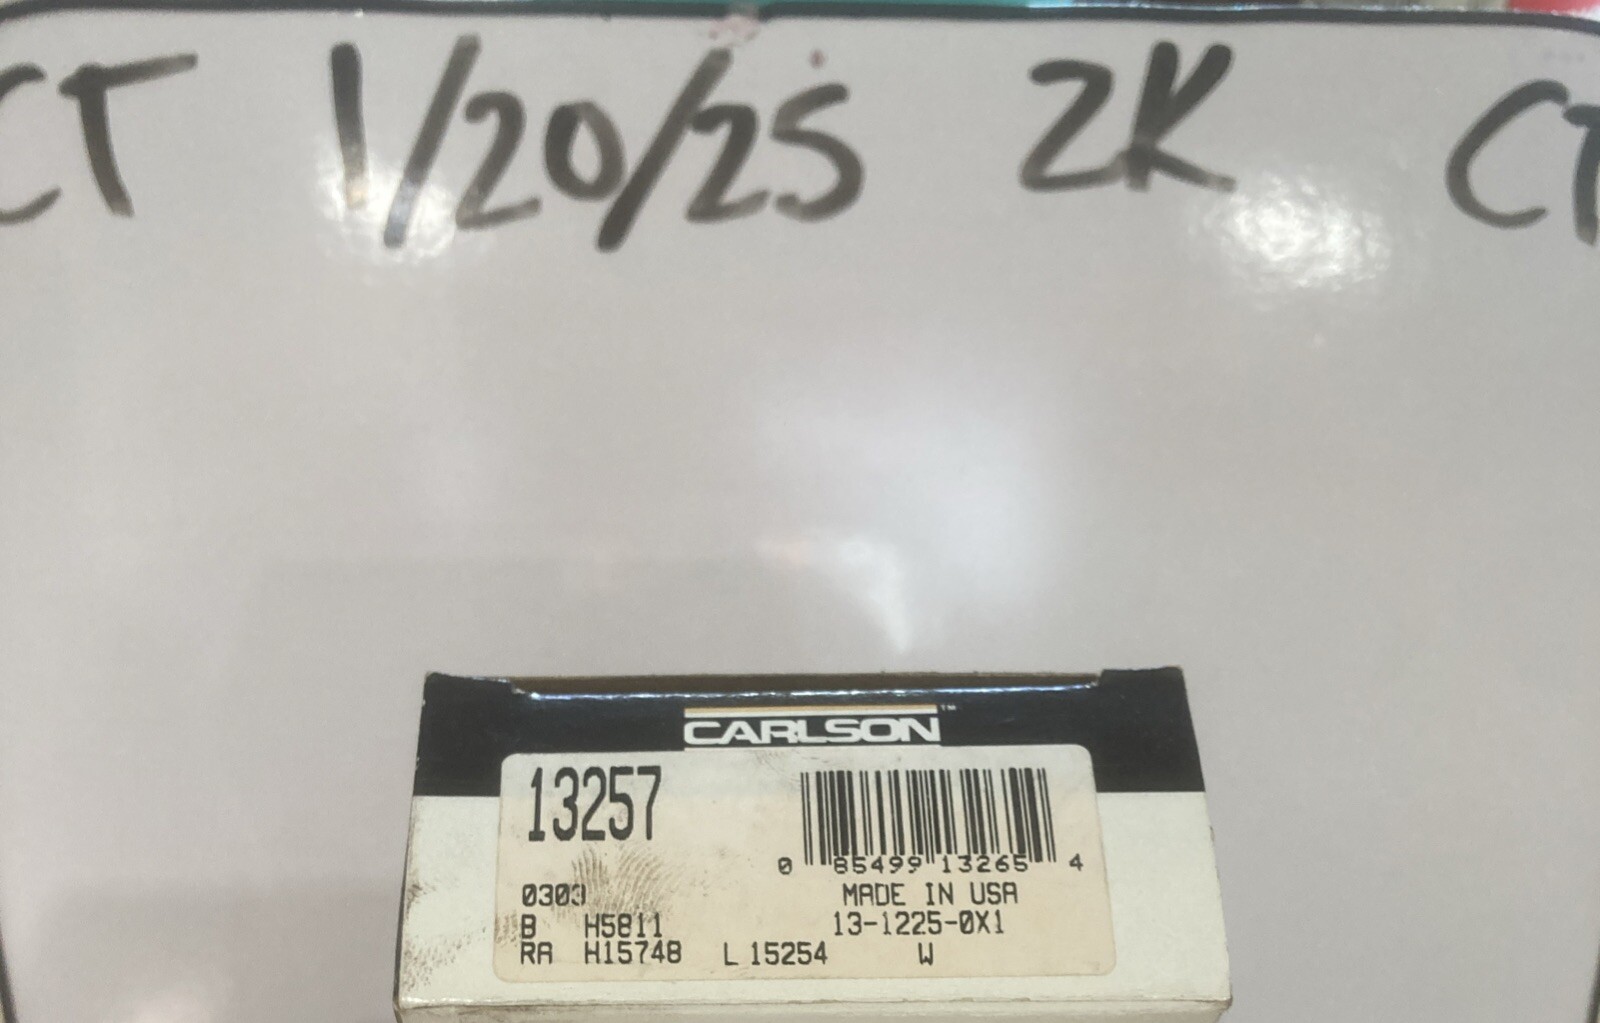 CT 1/20/25 2K CT
CARLSON™
13257
0 85499 13265 4
0303 MADE IN USA
B H5811 13-1225-0X1
RA H15748 L 15254 W